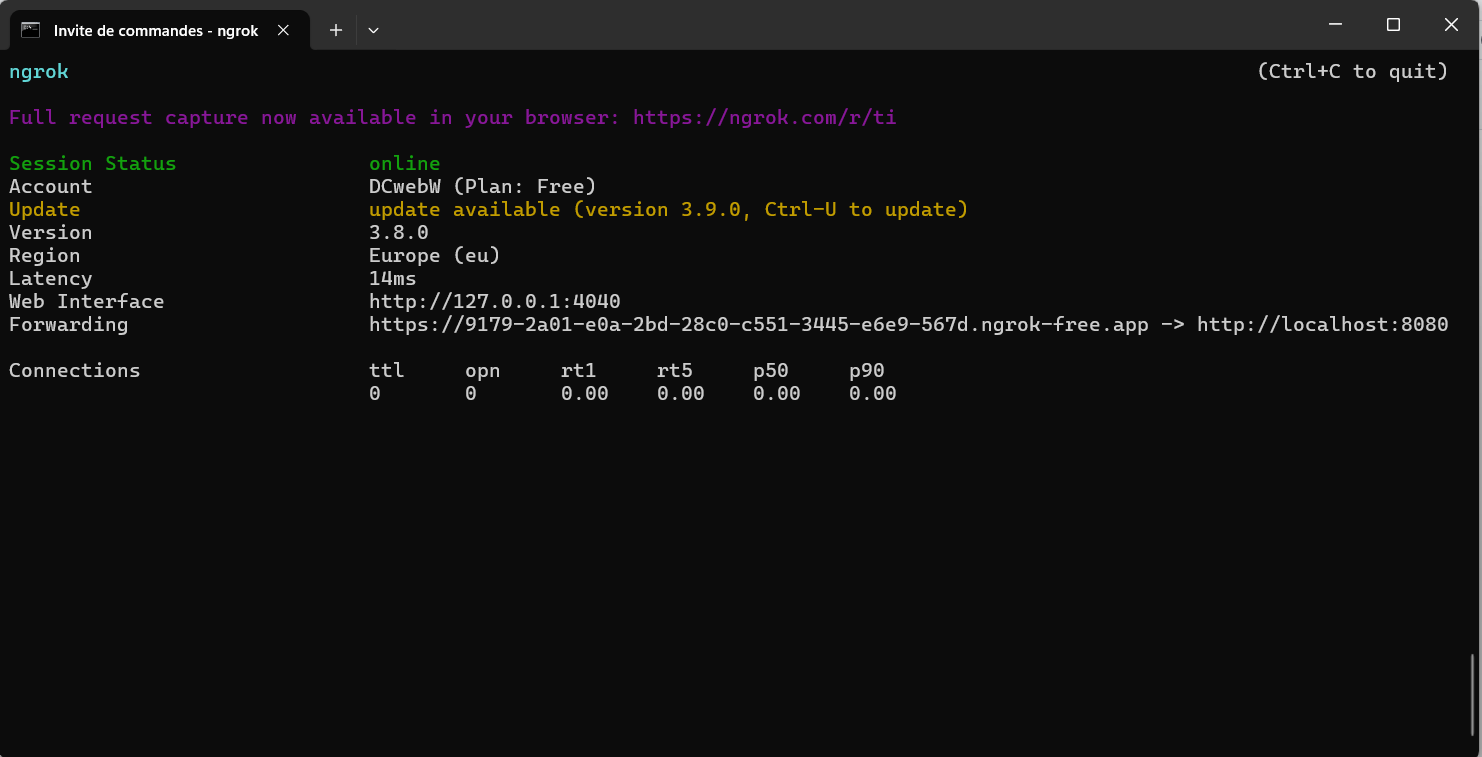 Invite de commandes - ngrok
ngrok (Ctrl+C to quit)
Full request capture now available in your browser: https://ngrok.com/r/ti
Session Status online
Account DCwebW (Plan: Free)
Update update available (version 3.9.0, Ctrl-U to update)
Version 3.8.0
Region Europe (eu)
Latency 14ms
Web Interface http://127.0.0.1:4040
Forwarding https://9179-2a01-e0a-2bd-28c0-c551-3445-e6e9-567d.ngrok-free.app -> http://localhost:8080
Connections ttl opn rt1 rt5 p50 p90
0 0 0.00 0.00 0.00 0.00